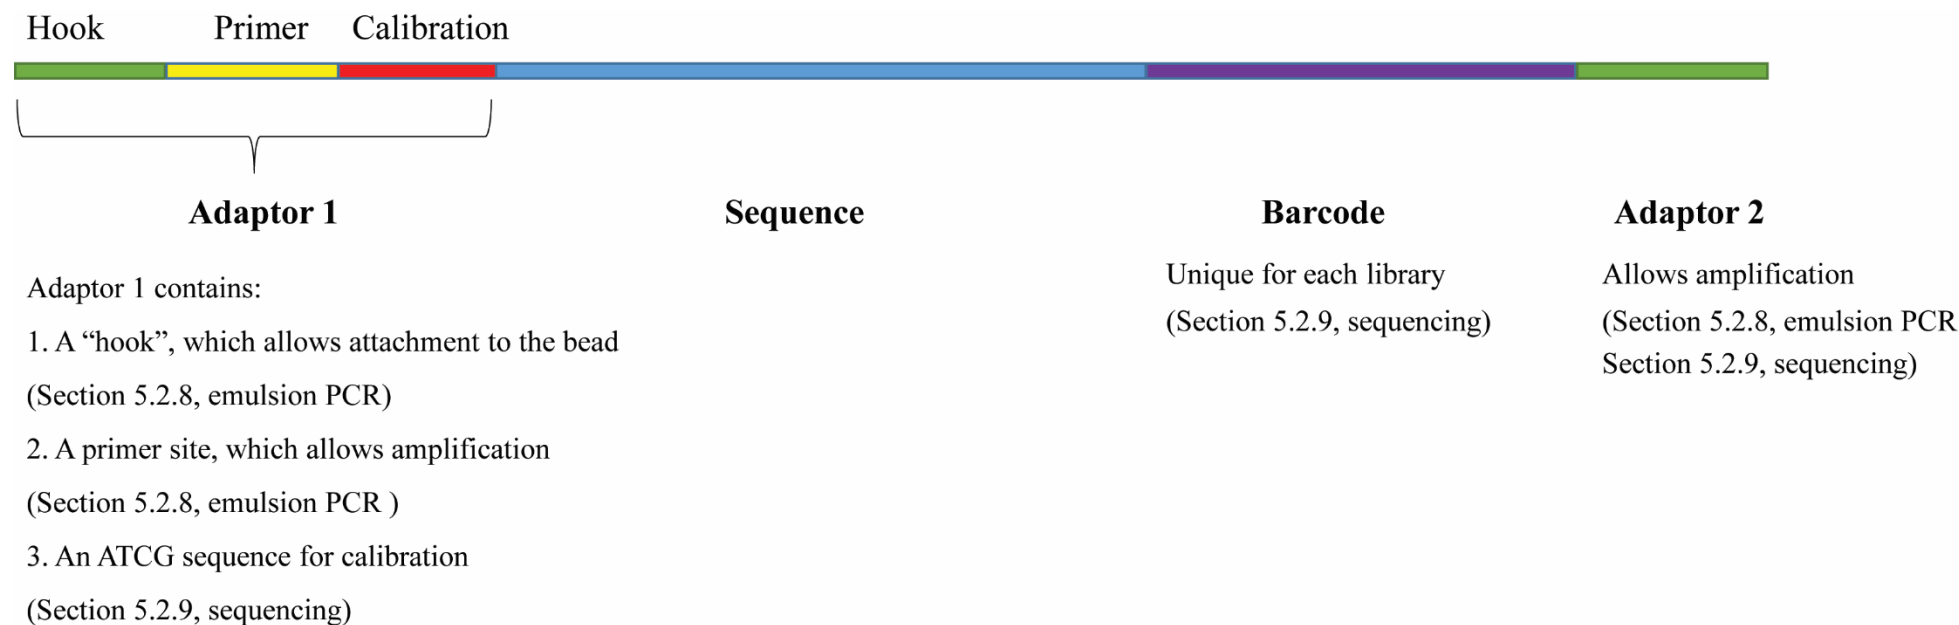 Hook Primer Calibration
Adaptor 1 Sequence Barcode Adaptor 2
Adaptor 1 contains:
1. A “hook”, which allows attachment to the bead
(Section 5.2.8, emulsion PCR)
2. A primer site, which allows amplification
(Section 5.2.8, emulsion PCR )
3. An ATCG sequence for calibration
(Section 5.2.9, sequencing)
Unique for each library
(Section 5.2.9, sequencing)
Allows amplification
(Section 5.2.8, emulsion PCR
Section 5.2.9, sequencing)